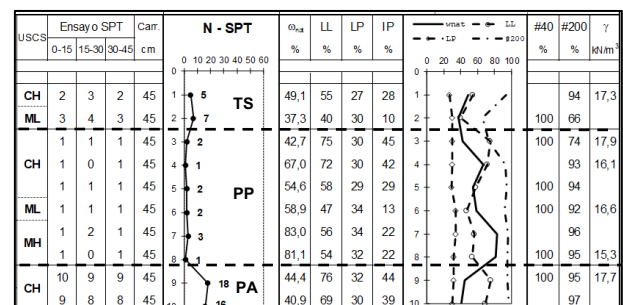 USCS Ensayo SPT Carr. N - SPT ωnat LL LP IP wnat LL #40 #200 γ
0-15 15-30 30-45 cm % % % % LP #200 % % kN/m³
0 10 20 30 40 50 60 0 20 40 60 80 100
0 0
CH 2 3 2 45 1 5 TS 49,1 55 27 28 1 94 17,3
ML 3 4 3 45 2 7 37,3 40 30 10 2 100 66
1 1 1 45 3 2 42,7 75 30 45 3 100 74 17,9
CH 1 0 1 45 4 1 67,0 72 30 42 4 93 16,1
1 1 1 45 5 2 PP 54,6 58 29 29 5 100 94
ML 1 1 1 45 6 2 58,9 47 34 13 6 100 92 16,6
MH 1 2 1 45 7 3 83,0 56 34 22 7 96
1 0 1 45 8 1 81,1 54 32 22 8 100 95 15,3
CH 10 9 9 45 9 18 PA 44,4 76 32 44 9 100 95 17,7
9 8 8 45 10 16 40,9 69 30 39 10 97